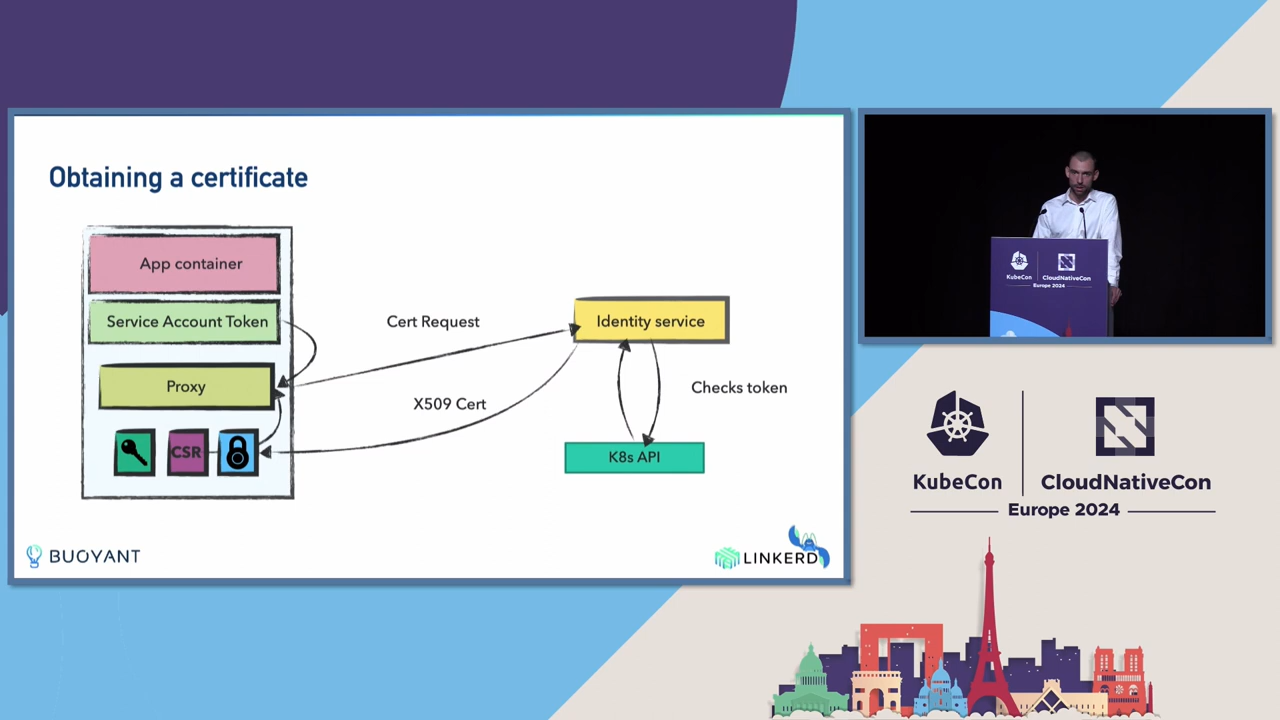 Obtaining a certificate
App container
Service Account Token
Proxy
CSR
Cert Request
X509 Cert
Identity service
Checks token
K8s API
BUOYANT
LINKERD
KubeCon
CloudNativeCon
Europe 2024
KubeCon
CloudNativeCon
Europe 2024